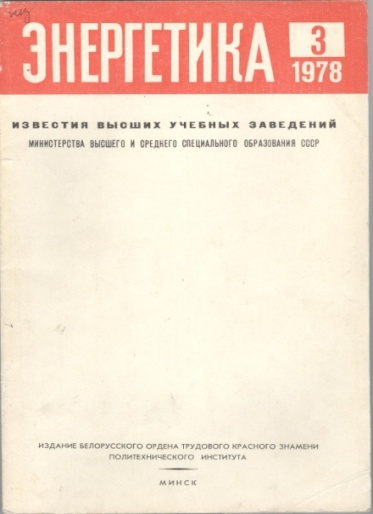 ЭНЕРГЕТИКА
3
1978
ИЗВЕСТИЯ ВЫСШИХ УЧЕБНЫХ ЗАВЕДЕНИЙ
МИНИСТЕРСТВА ВЫСШЕГО И СРЕДНЕГО СПЕЦИАЛЬНОГО ОБРАЗОВАНИЯ СССР
ИЗДАНИЕ БЕЛОРУССКОГО ОРДЕНА ТРУДОВОГО КРАСНОГО ЗНАМЕНИ
ПОЛИТЕХНИЧЕСКОГО ИНСТИТУТА
МИНСК